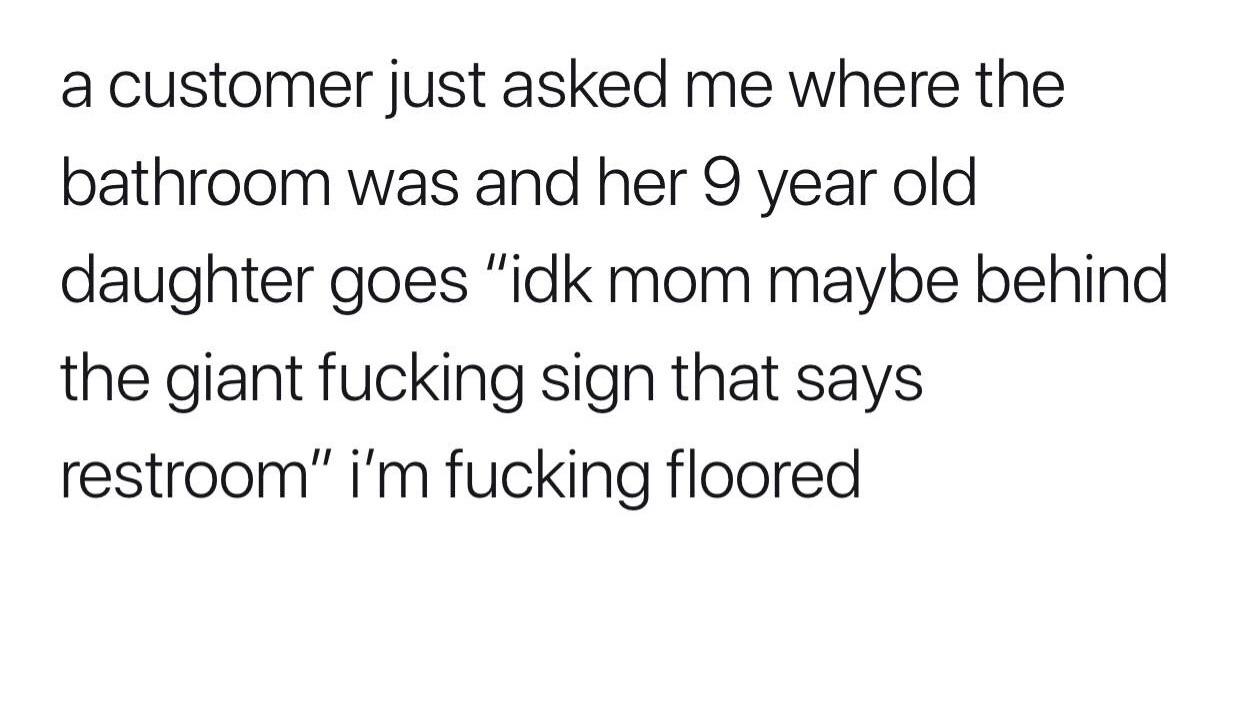 a customer just asked me where the
bathroom was and her 9 year old
daughter goes "idk mom maybe behind
the giant fucking sign that says
restroom" i'm fucking floored